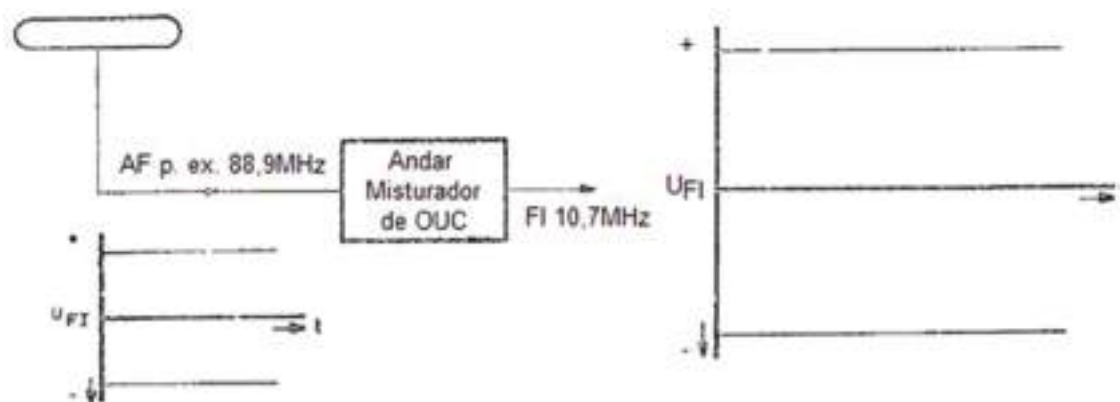 +
AF p. ex. 88,9MHz
Andar
Misturador
de OUC
FI 10,7MHz
UFI
UFI
t
-
-